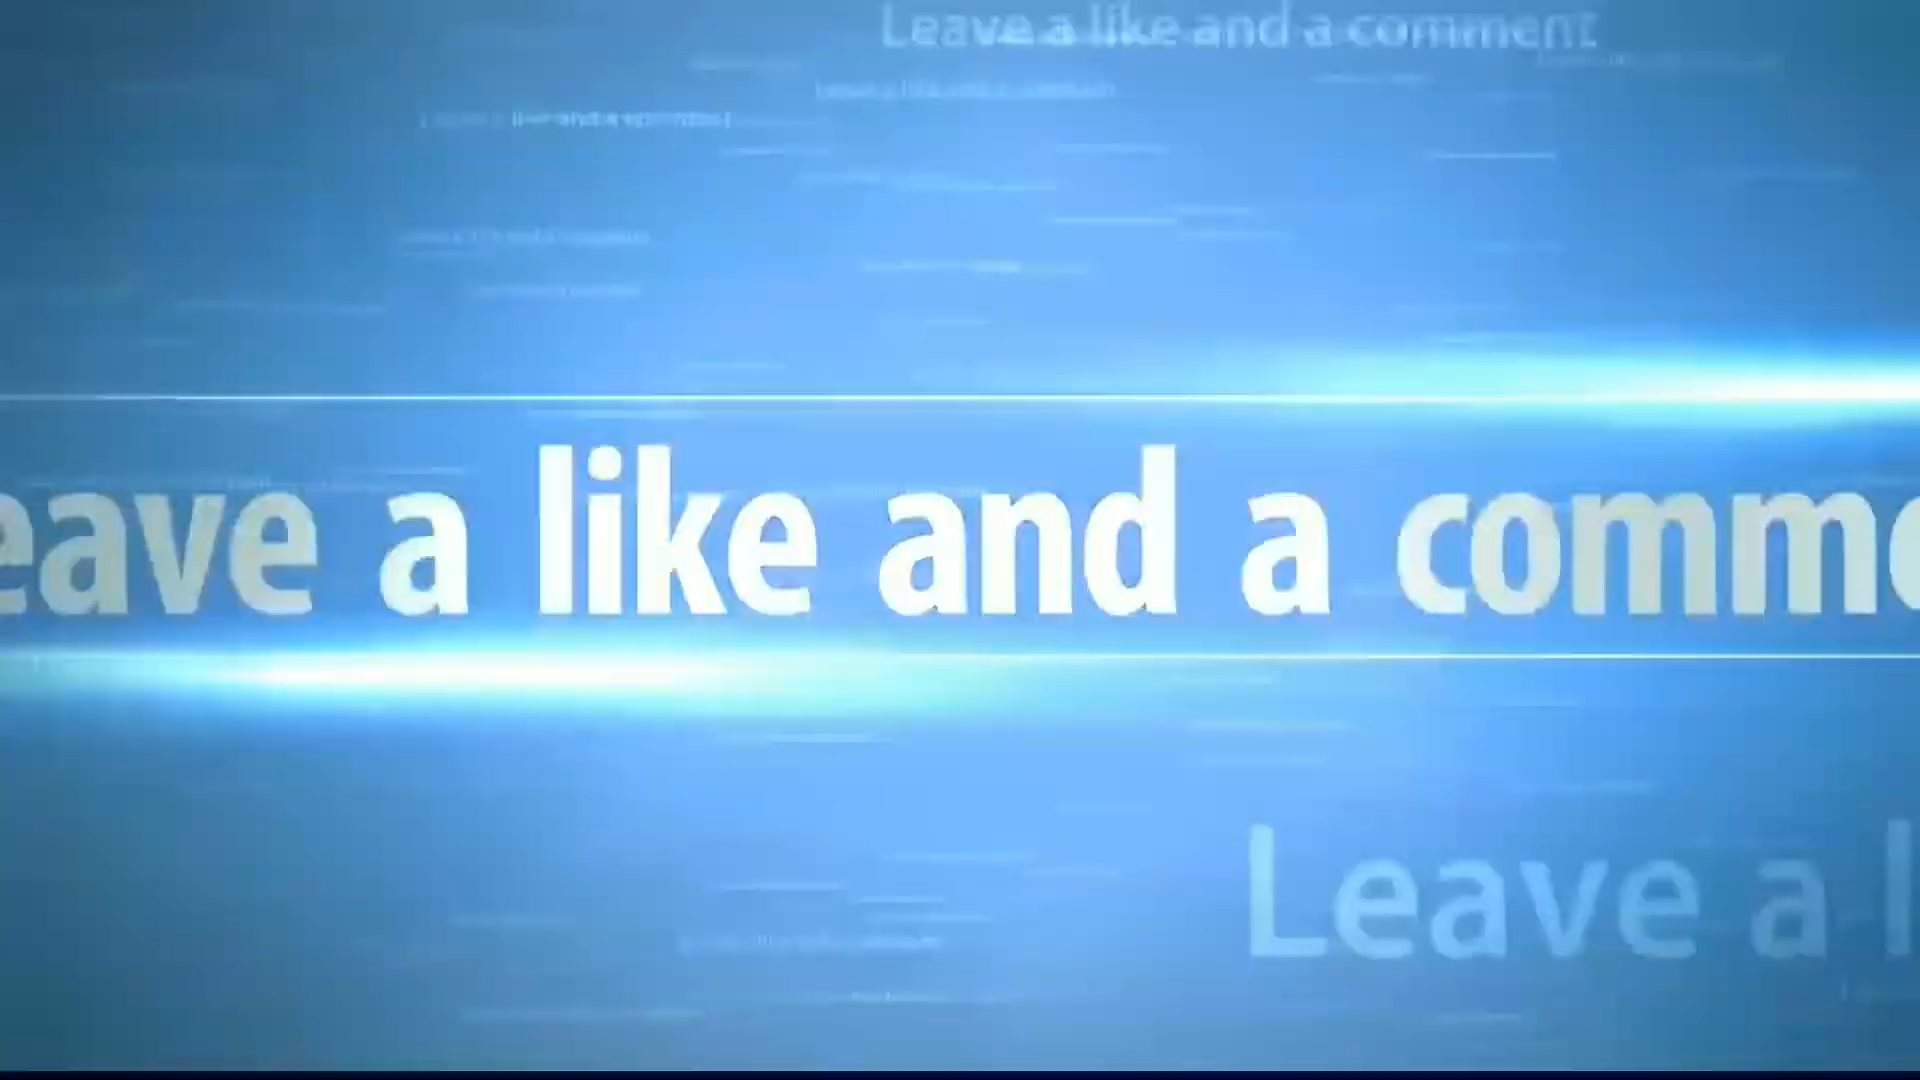 Leave a like and a comment
eave a like and a comme
Leave a l